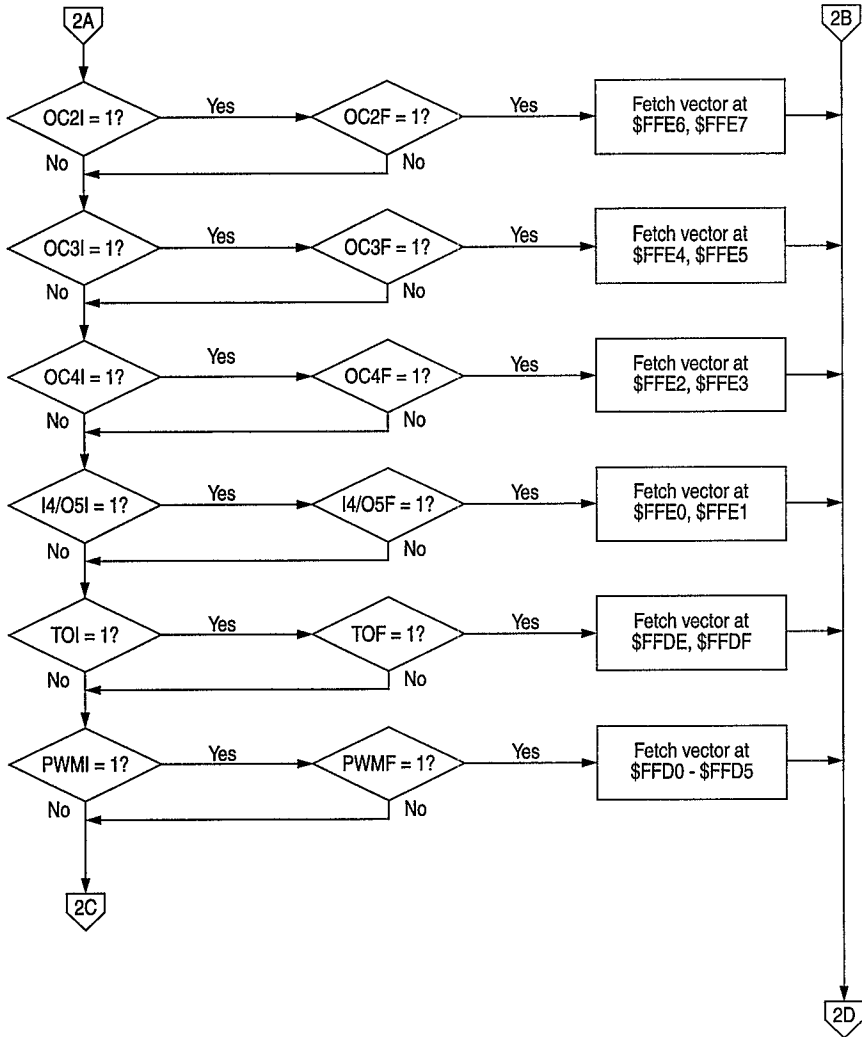 2A
2B
OC2I = 1?
Yes
OC2F = 1?
Yes
Fetch vector at
$FFE6, $FFE7
No
No
OC3I = 1?
Yes
OC3F = 1?
Yes
Fetch vector at
$FFE4, $FFE5
No
No
OC4I = 1?
Yes
OC4F = 1?
Yes
Fetch vector at
$FFE2, $FFE3
No
No
I4/O5I = 1?
Yes
I4/O5F = 1?
Yes
Fetch vector at
$FFE0, $FFE1
No
No
TOI = 1?
Yes
TOF = 1?
Yes
Fetch vector at
$FFDE, $FFDF
No
No
PWMI = 1?
Yes
PWMF = 1?
Yes
Fetch vector at
$FFD0 - $FFD5
No
No
2C
2D